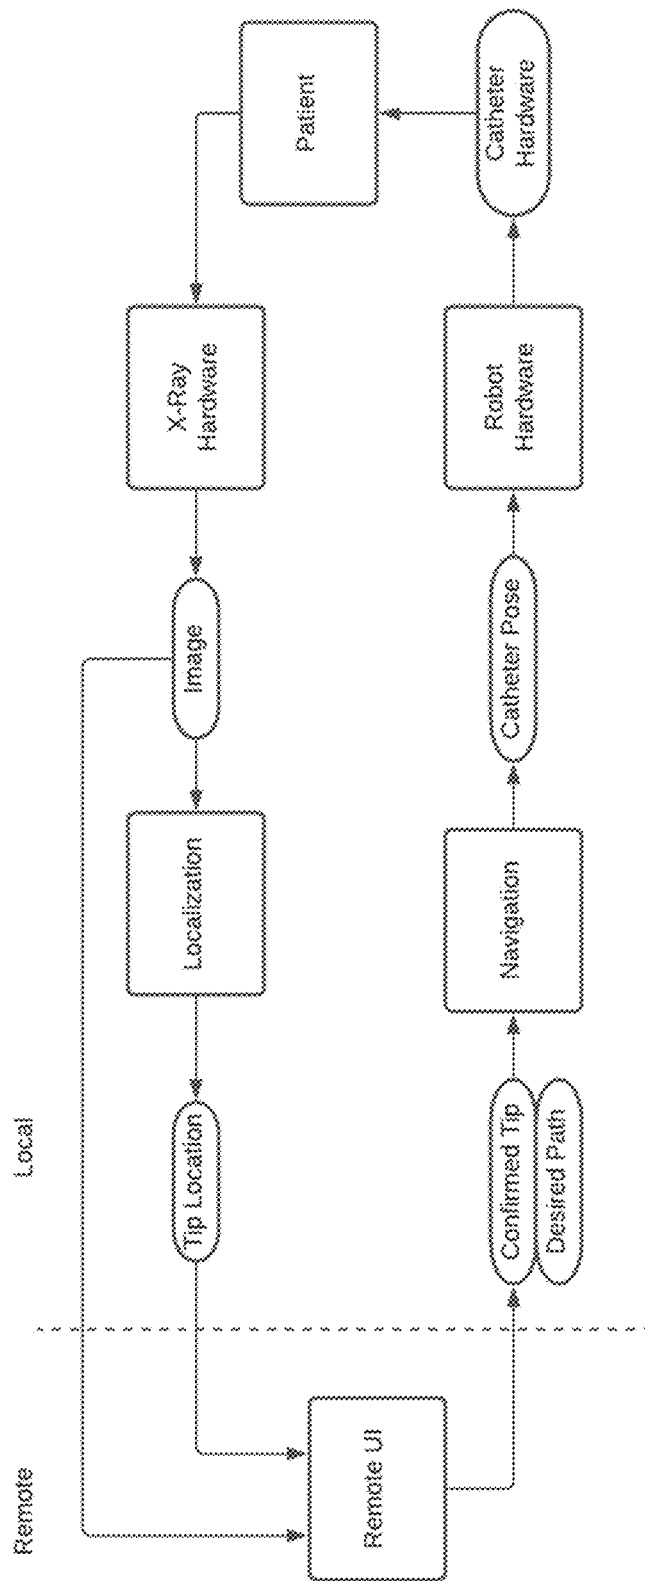 Remote
Local
Tip Location
Localization
Image
X-Ray
Hardware
Patient
Remote UI
Confirmed Tip
Desired Path
Navigation
Catheter Pose
Robot
Hardware
Catheter
Hardware